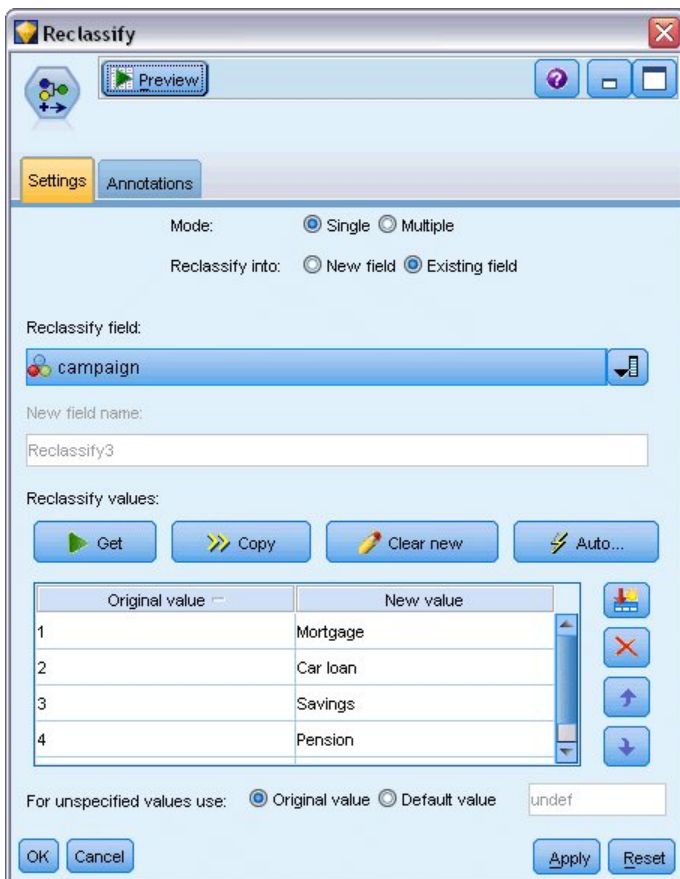 Reclassify
Preview
Settings Annotations
Mode: Single Multiple
Reclassify into: New field Existing field
Reclassify field:
campaign
New field name:
Reclassify3
Reclassify values:
Get Copy Clear new Auto...
Original value New value
1 Mortgage
2 Car loan
3 Savings
4 Pension
For unspecified values use: Original value Default value undef
OK Cancel Apply Reset